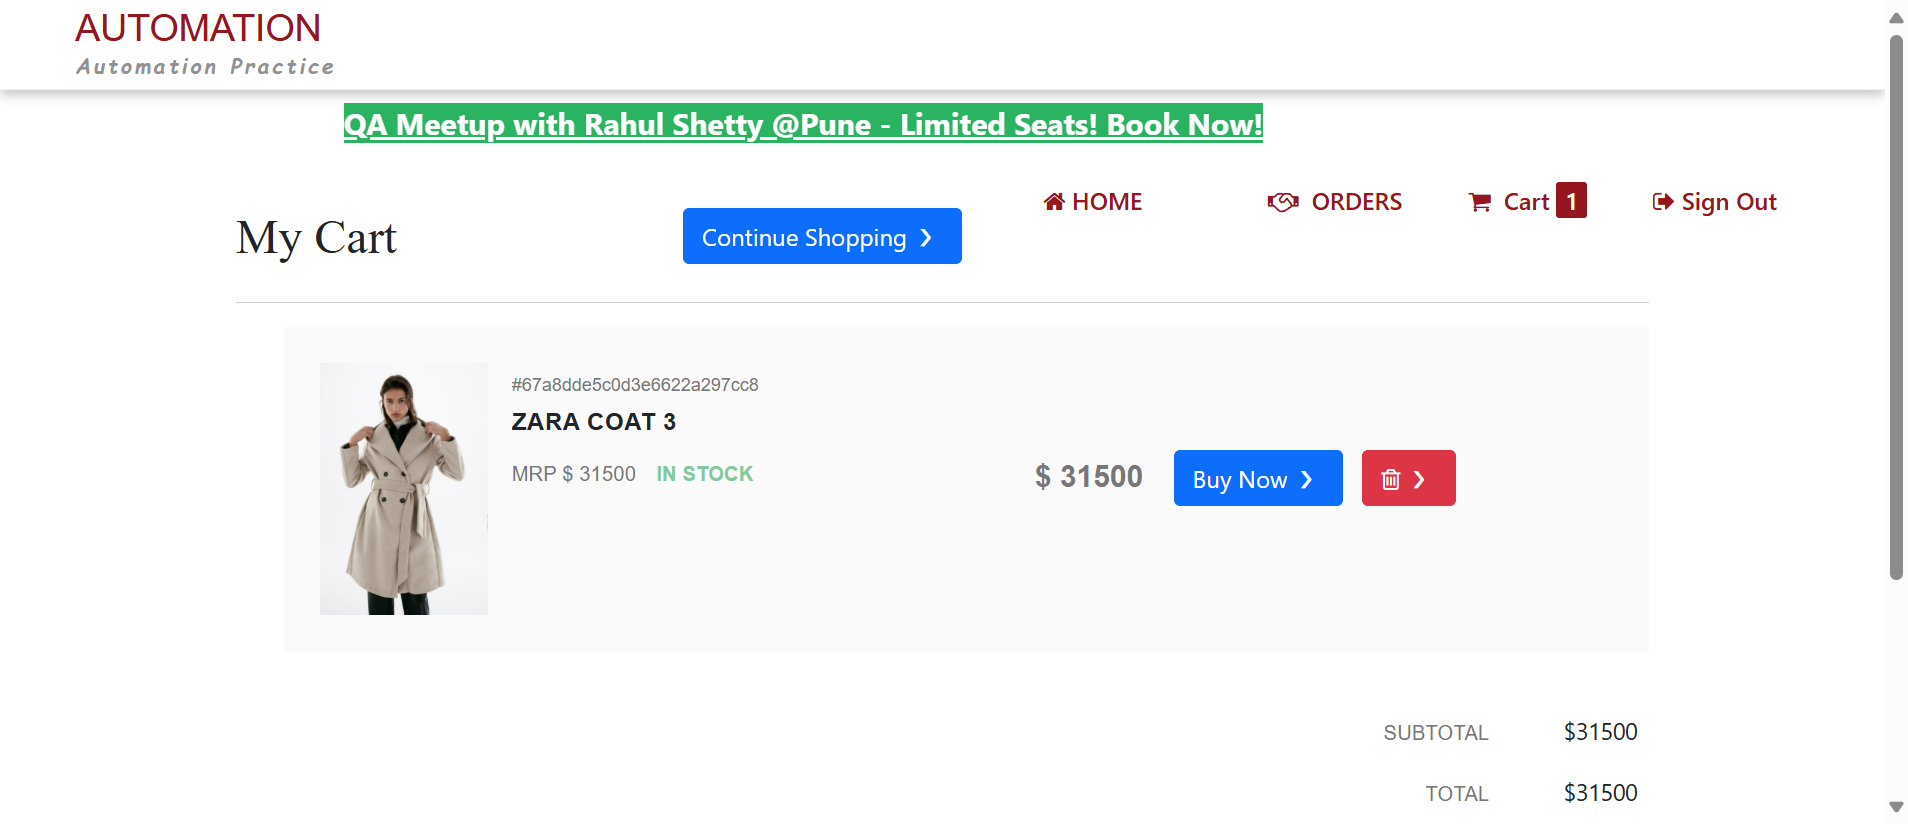 AUTOMATION
Automation Practice
QA Meetup with Rahul Shetty @Pune - Limited Seats! Book Now!
HOME
ORDERS
Cart 1
Sign Out
My Cart
Continue Shopping ❯
#67a8dde5c0d3e6622a297cc8
ZARA COAT 3
MRP $ 31500 IN STOCK
$ 31500
Buy Now ❯
❯
SUBTOTAL $31500
TOTAL $31500